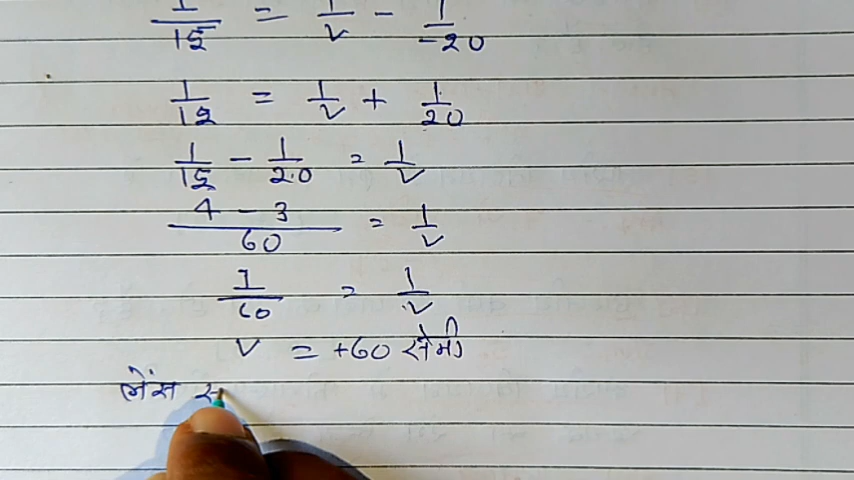 1/15 = 1/v - 1/-20
1/15 = 1/v + 1/20
1/15 - 1/20 = 1/v
4 - 3/60 = 1/v
1/60 = 1/v
v = +60 सेमी
लेंस